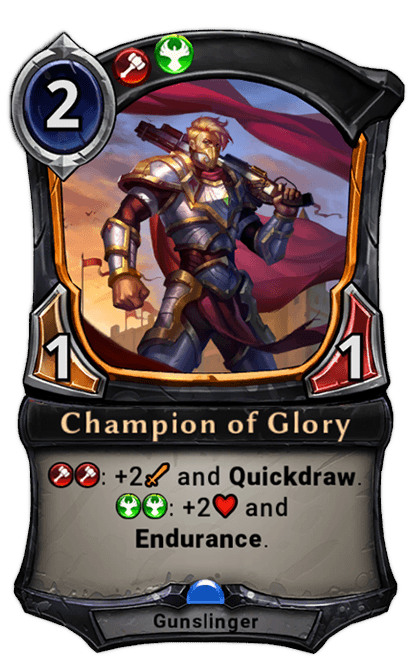 2
1 1
Champion of Glory
: +2 and Quickdraw.
: +2 and
Endurance.
Gunslinger